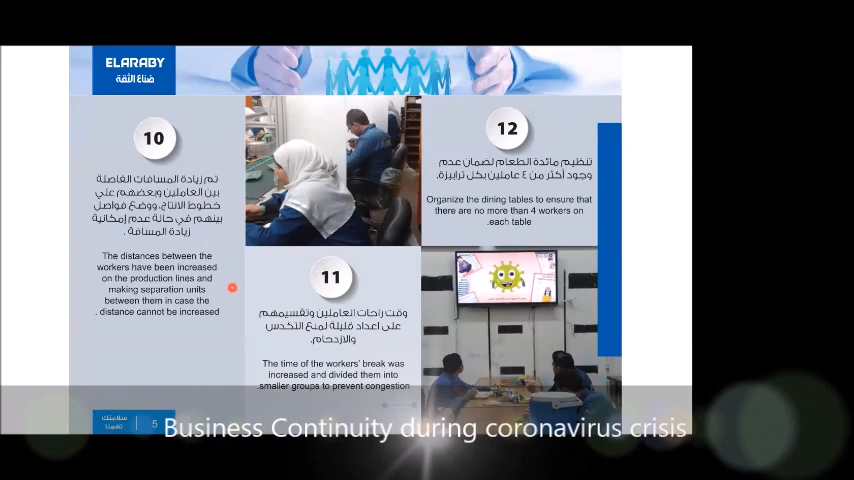 ELARABY
صناع الثقة
10
تم زيادة المسافات الفاصلة
بين العاملين وبعضهم علي
خطوط الانتاج، ووضع فواصل
بينهم في حالة عدم إمكانية
زيادة المسافة .
The distances between the
workers have been increased
on the production lines and
making separation units
between them in case the
. distance cannot be increased
11
وقت راحات العاملين وتقسيمهم
على اعداد قليلة لمنع التكدس
والازدحام.
The time of the workers' break was
increased and divided them into
.smaller groups to prevent congestion
12
تنظيم مائدة الطعام لضمان عدم
وجود أكثر من ٤ عاملين بكل ترابيزة.
Organize the dining tables to ensure that
there are no more than 4 workers on
.each table
سلامتك
تهمنا
5
Business Continuity during coronavirus crisis